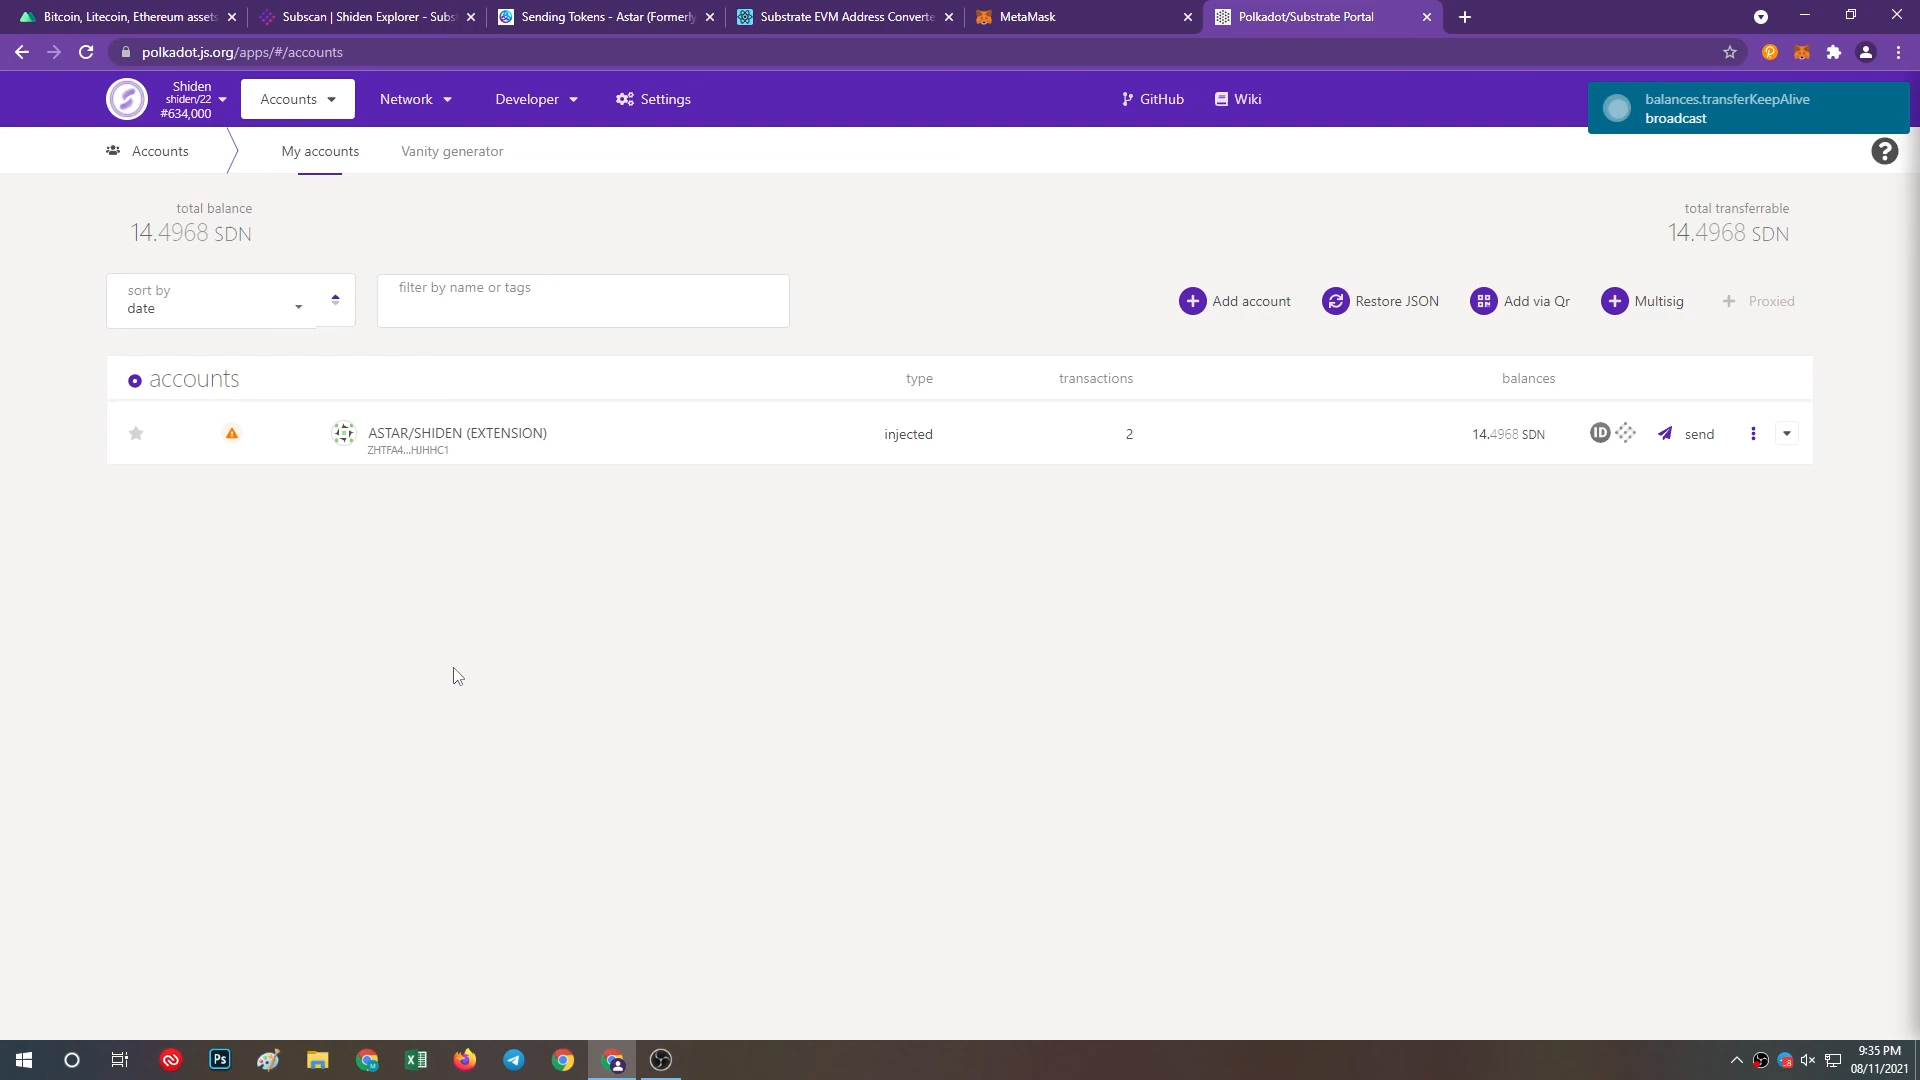 Bitcoin, Litecoin, Ethereum assets
Subscan | Shiden Explorer - Subst
Sending Tokens - Astar (Formerly
Substrate EVM Address Converte
MetaMask
Polkadot/Substrate Portal
polkadot.js.org/apps/#/accounts
Shiden
shiden/22
#634,000
Accounts
Network
Developer
Settings
GitHub
Wiki
balances.transferKeepAlive
broadcast
Accounts
My accounts
Vanity generator
?
total balance
14.4968 SDN
total transferrable
14.4968 SDN
sort by
date
filter by name or tags
Add account
Restore JSON
Add via Qr
Multisig
Proxied
accounts
type
transactions
balances
ASTAR/SHIDEN (EXTENSION)
ZHTFA4...HJHHC1
injected
2
14.4968 SDN
ID
send
Ps
9:35 PM
08/11/2021